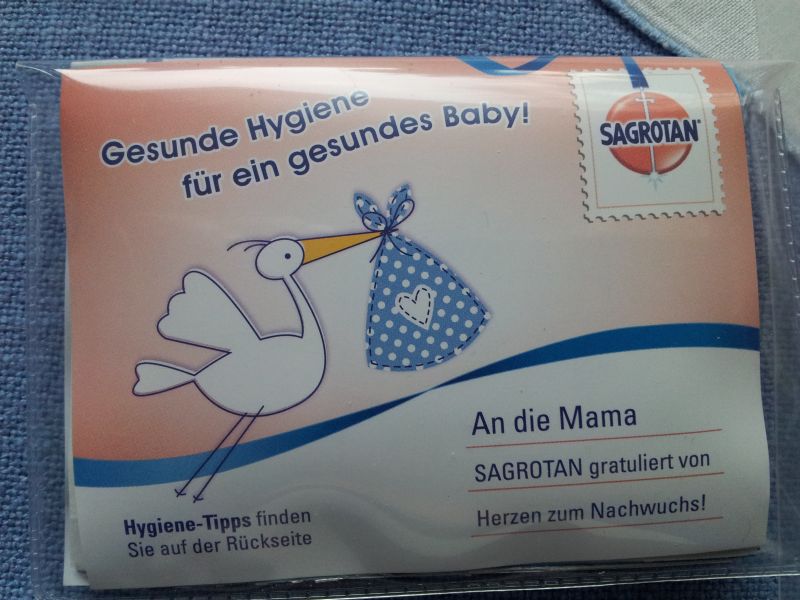 Gesunde Hygiene
für ein gesundes Baby!
SAGROTAN®
An die Mama
SAGROTAN gratuliert von
Herzen zum Nachwuchs!
Hygiene-Tipps finden
Sie auf der Rückseite